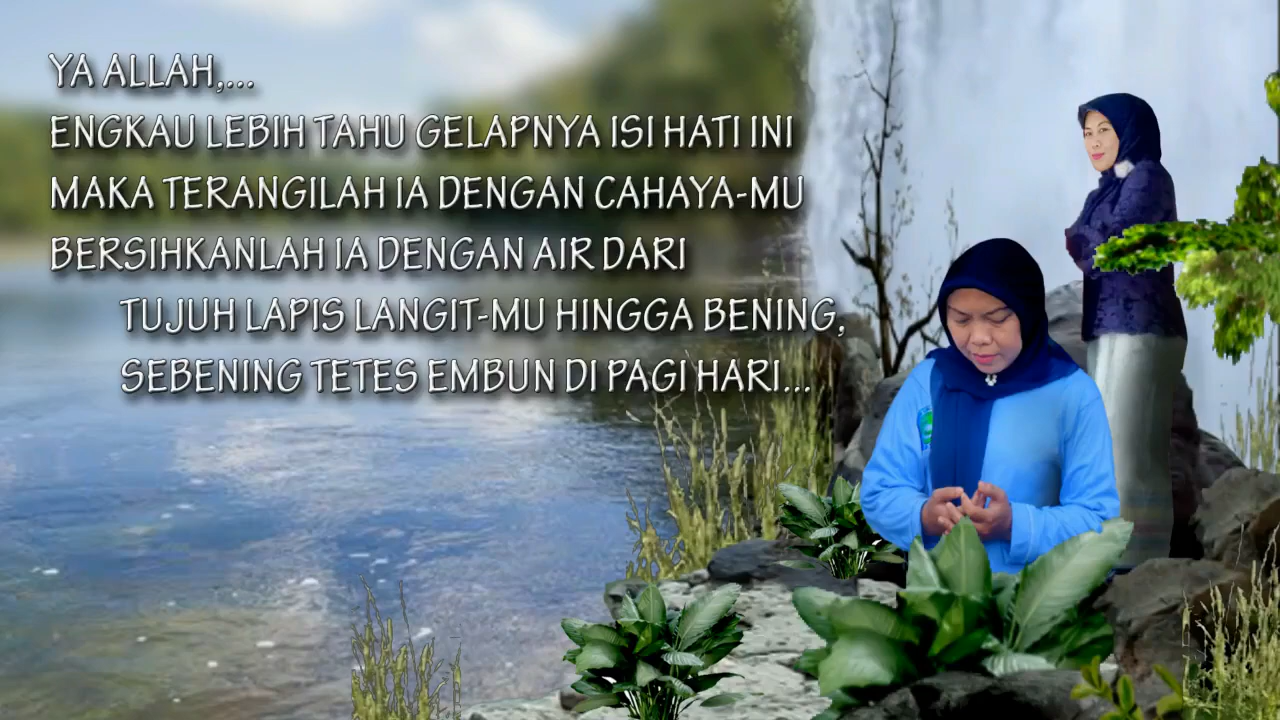 YA ALLAH,...
ENGKAU LEBIH TAHU GELAPNYA ISI HATI INI
MAKA TERANGILAH IA DENGAN CAHAYA-MU
BERSIHKANLAH IA DENGAN AIR DARI
TUJUH LAPIS LANGIT-MU HINGGA BENING,
SEBENING TETES EMBUN DI PAGI HARI...